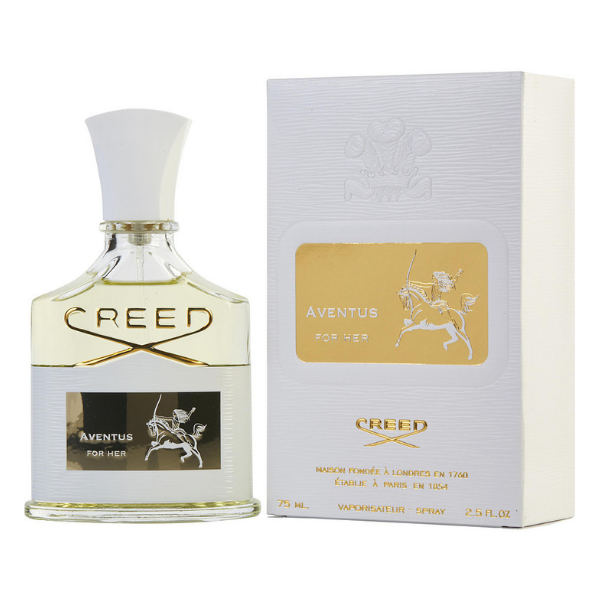 CREED
AVENTUS
FOR HER
AVENTUS
FOR HER
CREED
MAISON FONDÉE À LONDRES EN 1760
ÉTABLIE À PARIS EN 1854
75 ML. VAPORISATEUR - SPRAY 2.5 FL.OZ